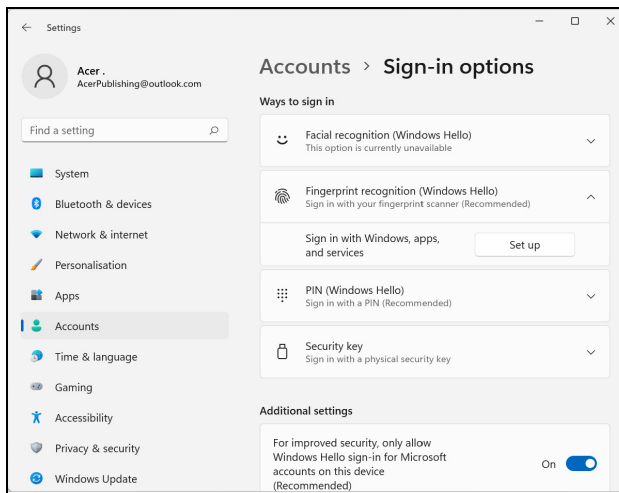 Settings
Acer .
AcerPublishing@outlook.com
Find a setting
System
Bluetooth & devices
Network & internet
Personalisation
Apps
Accounts
Time & language
Gaming
Accessibility
Privacy & security
Windows Update
Accounts > Sign-in options
Ways to sign in
Facial recognition (Windows Hello)
This option is currently unavailable
Fingerprint recognition (Windows Hello)
Sign in with your fingerprint scanner (Recommended)
Sign in with Windows, apps,
and services
Set up
PIN (Windows Hello)
Sign in with a PIN (Recommended)
Security key
Sign in with a physical security key
Additional settings
For improved security, only allow
Windows Hello sign-in for Microsoft
accounts on this device
(Recommended)
On